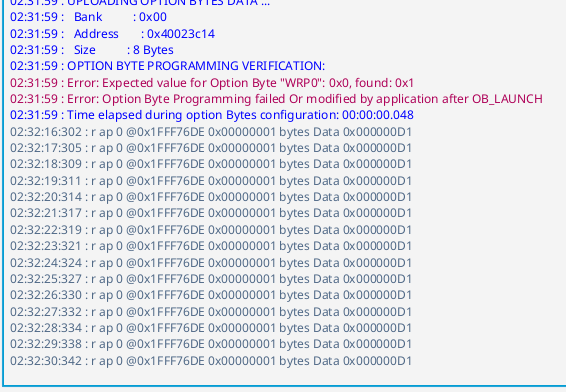 02:31:59 : UPLOADING OPTION BYTES DATA ...
02:31:59 : Bank : 0x00
02:31:59 : Address : 0x40023c14
02:31:59 : Size : 8 Bytes
02:31:59 : OPTION BYTE PROGRAMMING VERIFICATION:
02:31:59 : Error: Expected value for Option Byte "WRP0": 0x0, found: 0x1
02:31:59 : Error: Option Byte Programming failed Or modified by application after OB_LAUNCH
02:31:59 : Time elapsed during option Bytes configuration: 00:00:00.048
02:32:16:302 : r ap 0 @0x1FFF76DE 0x00000001 bytes Data 0x000000D1
02:32:17:305 : r ap 0 @0x1FFF76DE 0x00000001 bytes Data 0x000000D1
02:32:18:309 : r ap 0 @0x1FFF76DE 0x00000001 bytes Data 0x000000D1
02:32:19:311 : r ap 0 @0x1FFF76DE 0x00000001 bytes Data 0x000000D1
02:32:20:314 : r ap 0 @0x1FFF76DE 0x00000001 bytes Data 0x000000D1
02:32:21:317 : r ap 0 @0x1FFF76DE 0x00000001 bytes Data 0x000000D1
02:32:22:319 : r ap 0 @0x1FFF76DE 0x00000001 bytes Data 0x000000D1
02:32:23:321 : r ap 0 @0x1FFF76DE 0x00000001 bytes Data 0x000000D1
02:32:24:324 : r ap 0 @0x1FFF76DE 0x00000001 bytes Data 0x000000D1
02:32:25:327 : r ap 0 @0x1FFF76DE 0x00000001 bytes Data 0x000000D1
02:32:26:330 : r ap 0 @0x1FFF76DE 0x00000001 bytes Data 0x000000D1
02:32:27:332 : r ap 0 @0x1FFF76DE 0x00000001 bytes Data 0x000000D1
02:32:28:334 : r ap 0 @0x1FFF76DE 0x00000001 bytes Data 0x000000D1
02:32:29:338 : r ap 0 @0x1FFF76DE 0x00000001 bytes Data 0x000000D1
02:32:30:342 : r ap 0 @0x1FFF76DE 0x00000001 bytes Data 0x000000D1